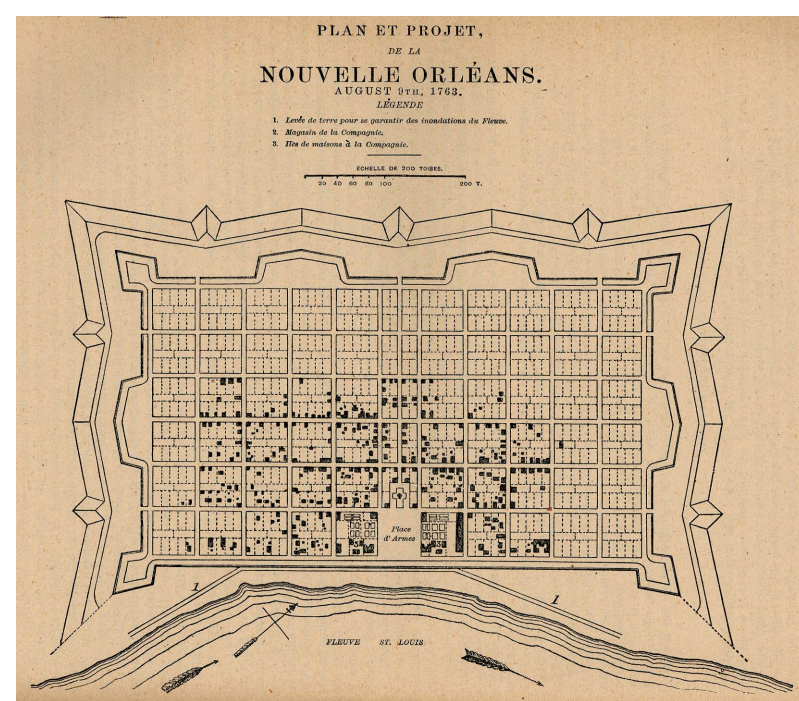 PLAN ET PROJET,
DE LA
NOUVELLE ORLÉANS.
AUGUST 9TH, 1763.
LÉGENDE
1. Levée de terre pour se garantir des inondations du Fleuve.
2. Magasin de la Compagnie.
3. Iles de maisons à la Compagnie.
ECHELLE DE 200 TOISES.
20 40 60 80 100 200 T.
3
3
Place
d'Armes
1
1
FLEUVE ST. LOUIS